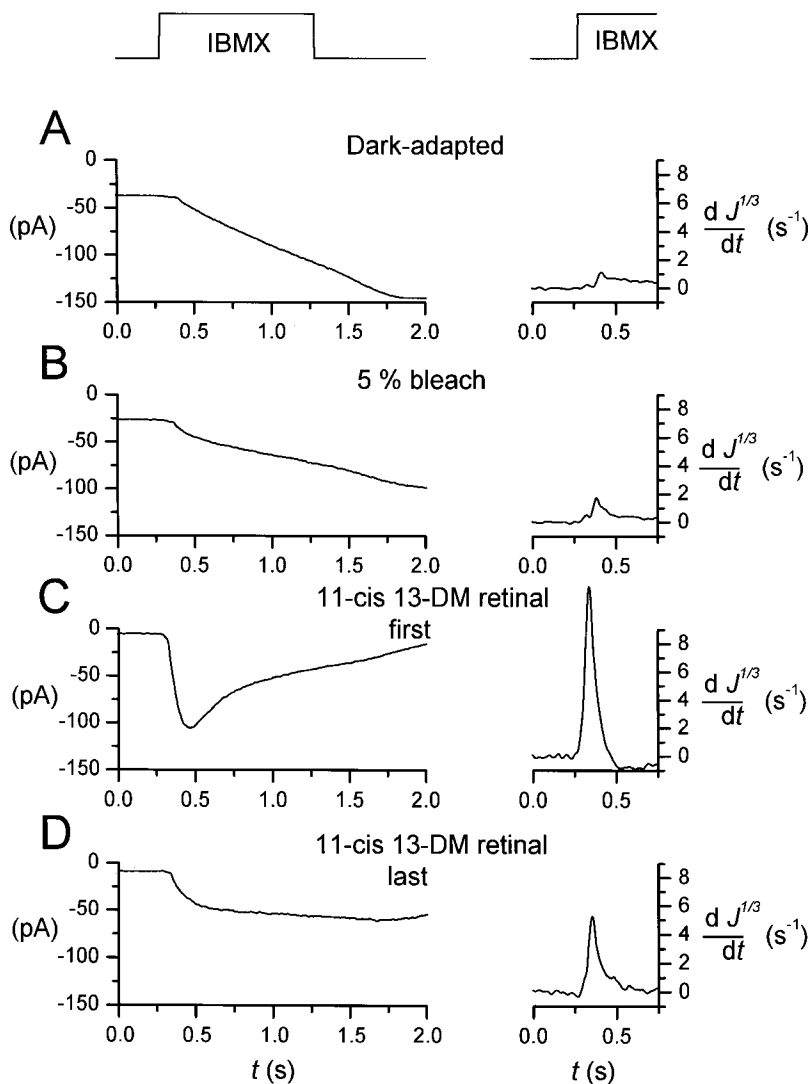 IBMX IBMX
A
Dark-adapted
0
-50
(pA)
-100
-150
0.0 0.5 1.0 1.5 2.0
8
6
4
2
0
d J^1/3 / dt (s^-1)
0.0 0.5
B
5 % bleach
0
-50
(pA)
-100
-150
0.0 0.5 1.0 1.5 2.0
8
6
4
2
0
d J^1/3 / dt (s^-1)
0.0 0.5
C
11-cis 13-DM retinal
first
0
-50
(pA)
-100
-150
0.0 0.5 1.0 1.5 2.0
8
6
4
2
0
d J^1/3 / dt (s^-1)
0.0 0.5
D
11-cis 13-DM retinal
last
0
-50
(pA)
-100
-150
0.0 0.5 1.0 1.5 2.0
t (s)
8
6
4
2
0
d J^1/3 / dt (s^-1)
0.0 0.5
t (s)